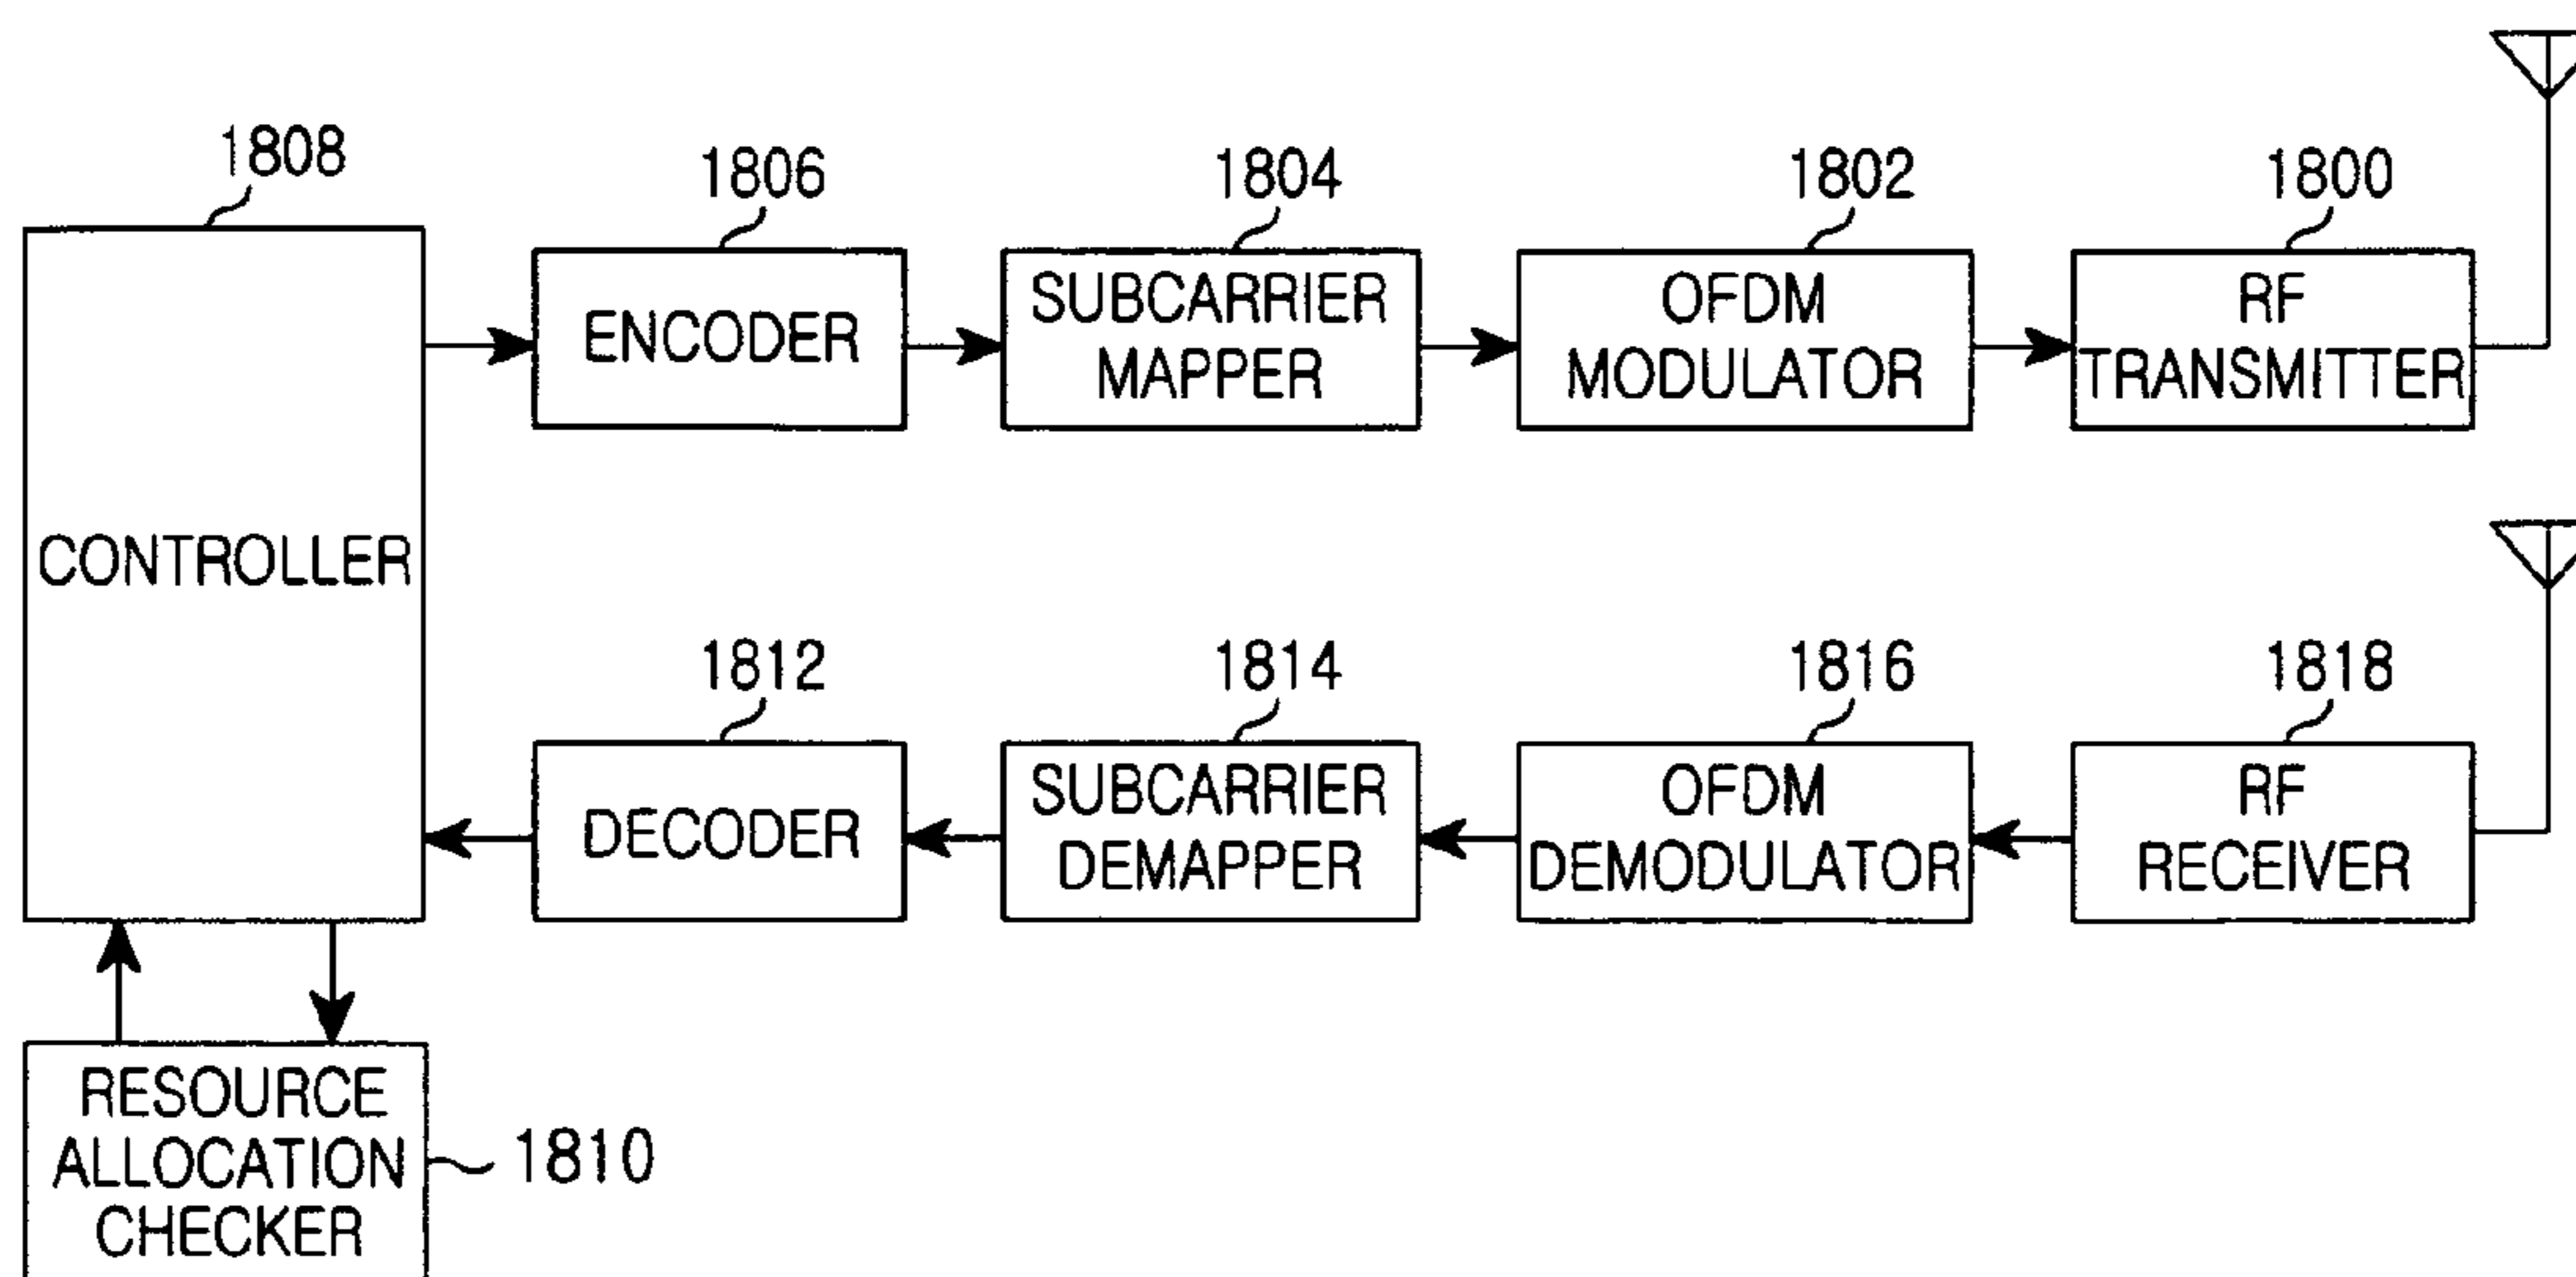 1808
1806
1804
1802
1800
CONTROLLER
ENCODER
SUBCARRIER
MAPPER
OFDM
MODULATOR
RF
TRANSMITTER
1812
1814
1816
1818
DECODER
SUBCARRIER
DEMAPPER
OFDM
DEMODULATOR
RF
RECEIVER
RESOURCE
ALLOCATION
CHECKER
1810